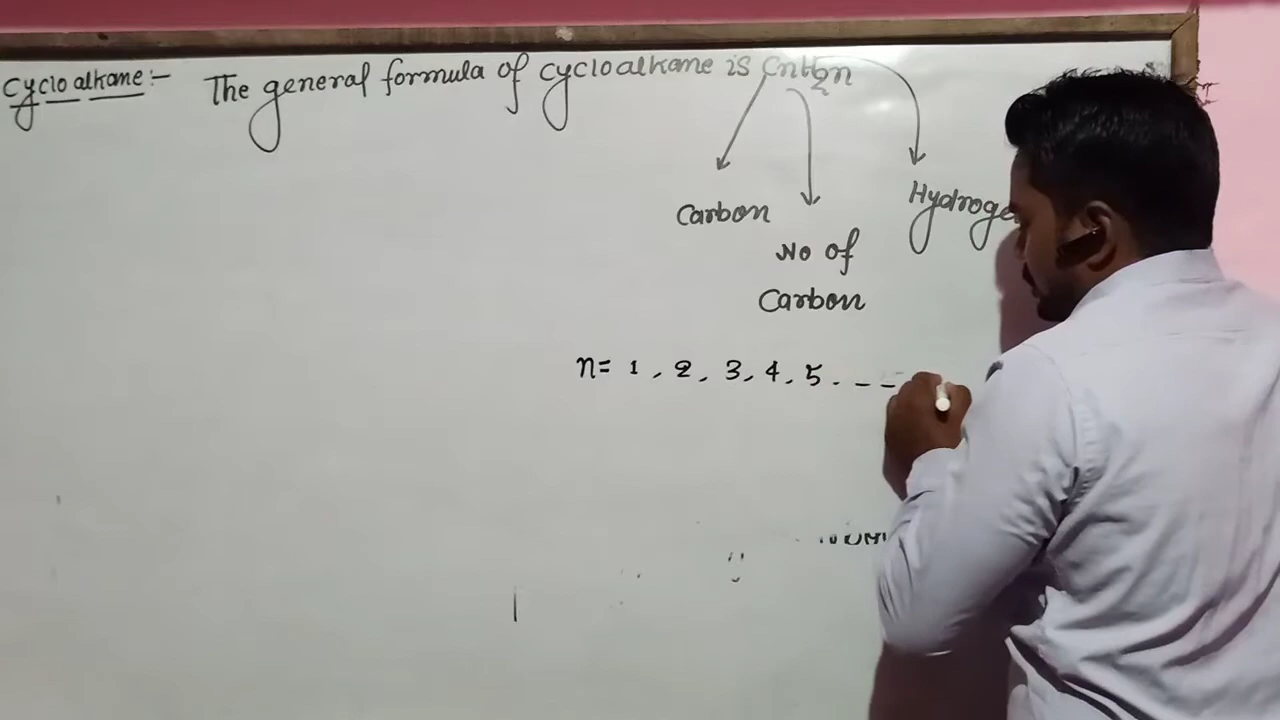 Cycloalkane:- The general formula of cycloalkane is CnH2n
Carbon
Hydroge
No of
Carbon
n= 1, 2, 3, 4, 5. - -